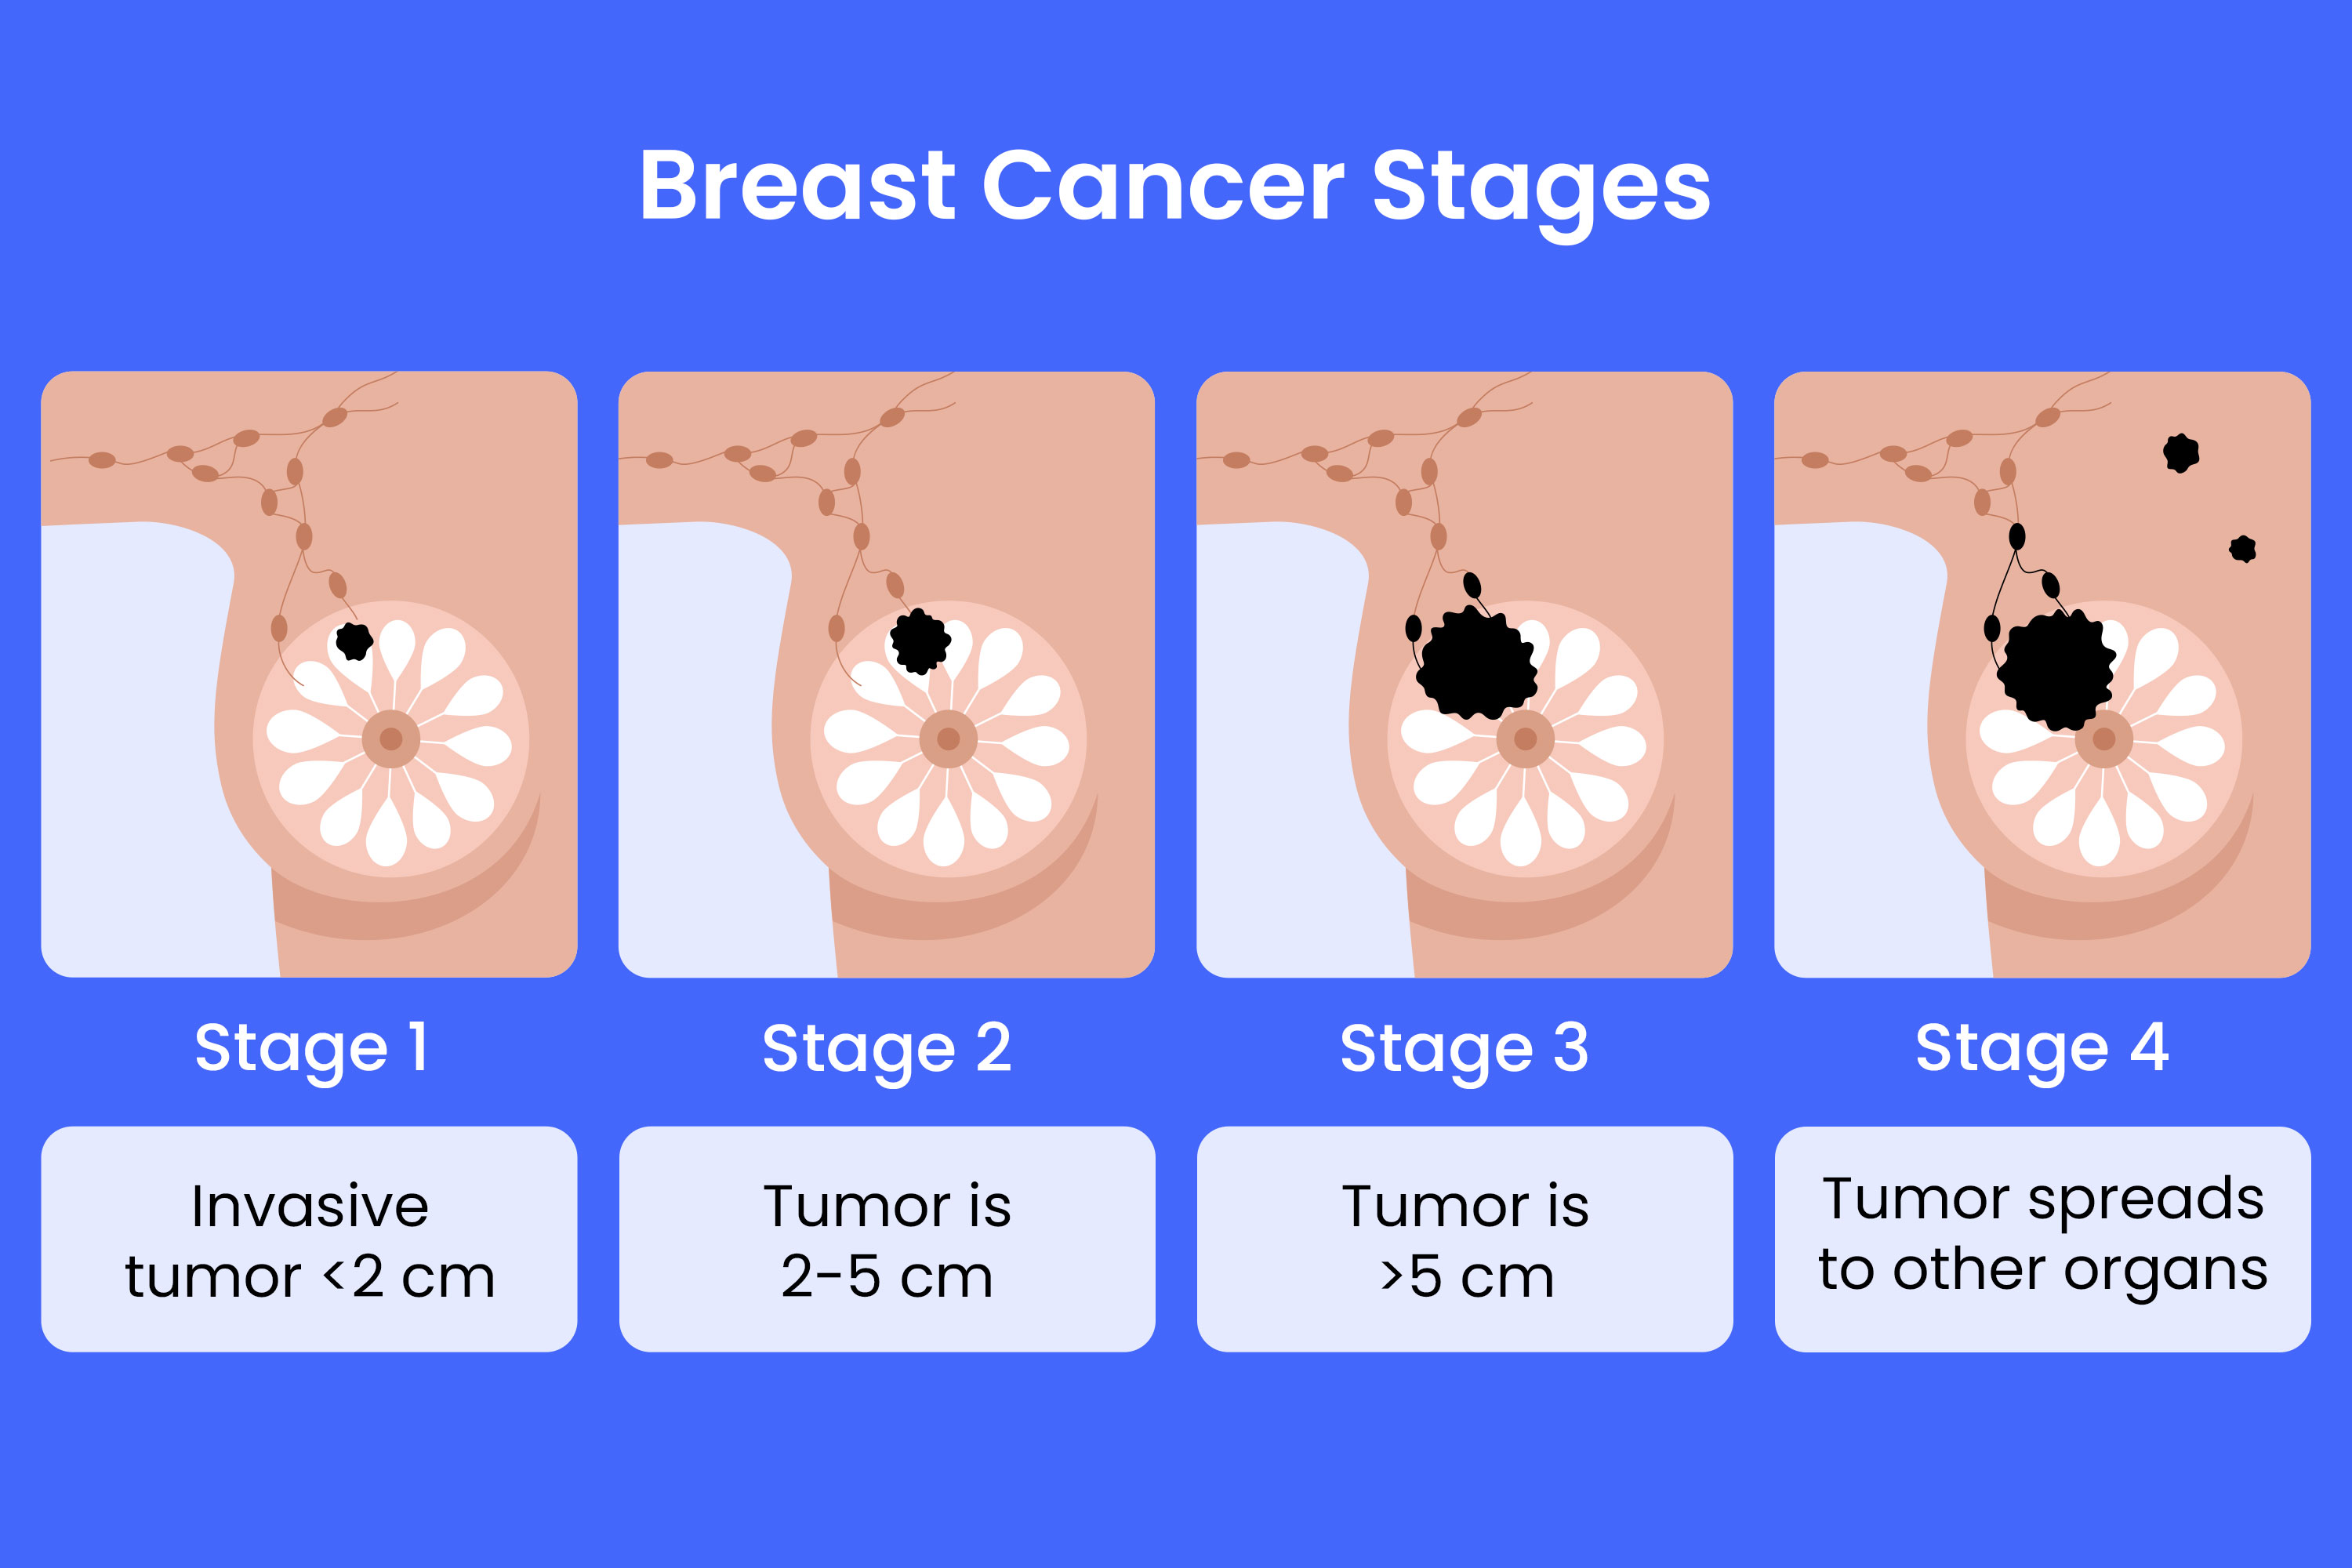 Breast Cancer Stages
Stage 1
Invasive
tumor <2 cm
Stage 2
Tumor is
2–5 cm
Stage 3
Tumor is
>5 cm
Stage 4
Tumor spreads
to other organs